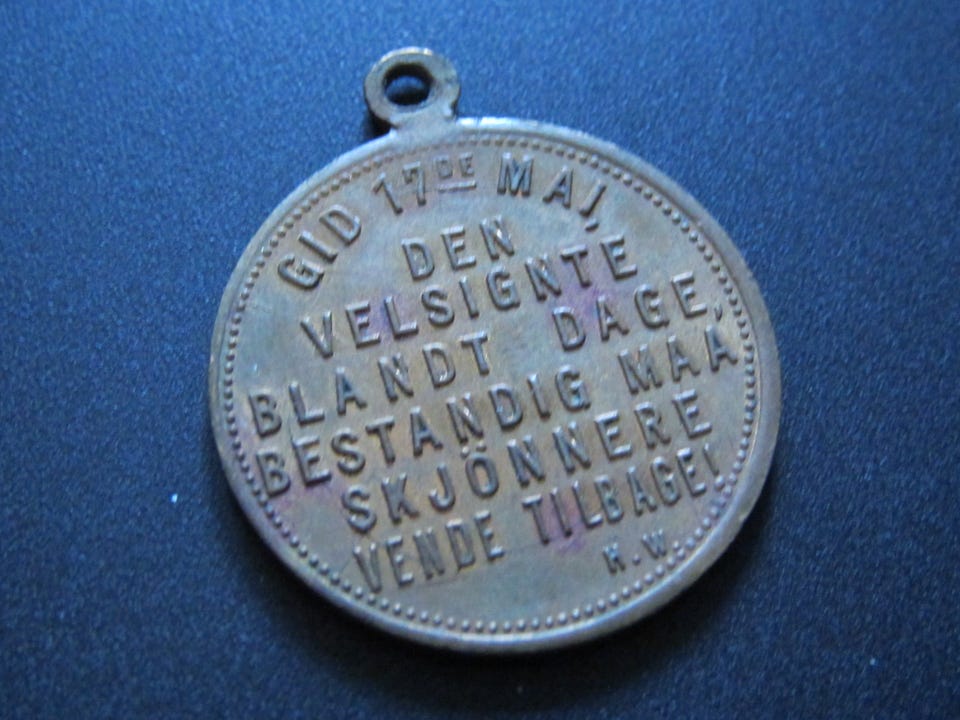 GID 17DE MAI,
DEN
VELSIGNTE
BLANDT DAGE,
BESTANDIG MAA
SKJÖNNERE
VENDE TILBAGE!
H.W.